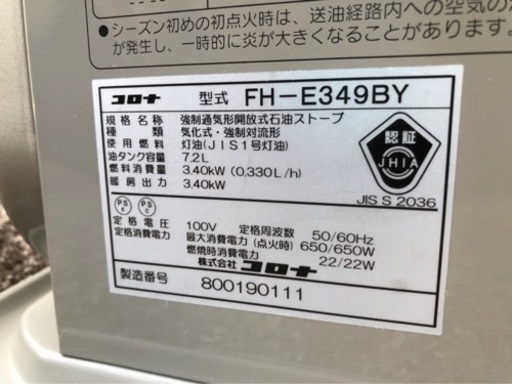 シーズン初めの初点火時は、送油経路内への空気の
が発生し、一時的に炎が大きくなることがあります。
コロナ 型式 FH-E349BY
規格名称 強制通気形開放式石油ストーブ
種類 気化式・強制対流形
使用燃料 灯油(JIS1号灯油)
油タンク容量 7.2L
燃料消費量 3.40kW (0.330L/h)
暖房出力 3.40kW
認証
JHIA
JIS S 2036
PS E PS C
定格電圧 100V 定格周波数 50/60Hz
定格消費電力 最大消費電力 (点火時) 650/650W
燃焼時消費電力 22/22W
株式会社 コロナ
製造番号 800190111